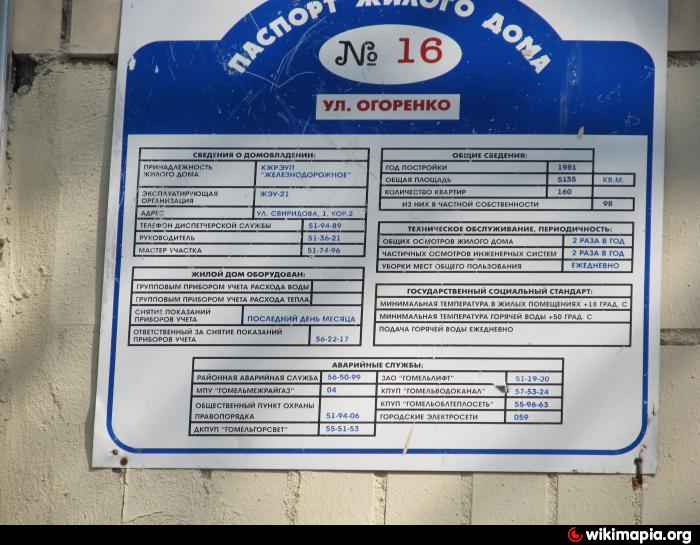 ПАСПОРТ ЖИЛОГО ДОМА
№ 16
УЛ. ОГОРЕНКО
СВЕДЕНИЯ О ДОМОВЛАДЕНИИ:
ПРИНАДЛЕЖНОСТЬ ЖИЛОГО ДОМА КЖРЭУП "ЖЕЛЕЗНОДОРОЖНОЕ"
ЭКСПЛУАТИРУЮЩАЯ ОРГАНИЗАЦИЯ ЖЭУ-21
АДРЕС УЛ. СВИРИДОВА, 1, КОР.2
ТЕЛЕФОН ДИСПЕТЧЕРСКОЙ СЛУЖБЫ 51-94-89
РУКОВОДИТЕЛЬ 51-36-21
МАСТЕР УЧАСТКА 51-74-96
ЖИЛОЙ ДОМ ОБОРУДОВАН:
ГРУППОВЫМ ПРИБОРОМ УЧЕТА РАСХОДА ВОДЫ
ГРУППОВЫМ ПРИБОРОМ УЧЕТА РАСХОДА ТЕПЛА
СНЯТИЕ ПОКАЗАНИЙ ПРИБОРОВ УЧЕТА ПОСЛЕДНИЙ ДЕНЬ МЕСЯЦА
ОТВЕТСТВЕННЫЙ ЗА СНЯТИЕ ПОКАЗАНИЙ ПРИБОРОВ УЧЕТА 56-22-17
ОБЩИЕ СВЕДЕНИЯ:
ГОД ПОСТРОЙКИ 1981
ОБЩАЯ ПЛОЩАДЬ 5135 КВ.М.
КОЛИЧЕСТВО КВАРТИР 160
ИЗ НИХ В ЧАСТНОЙ СОБСТВЕННОСТИ 98
ТЕХНИЧЕСКОЕ ОБСЛУЖИВАНИЕ, ПЕРИОДИЧНОСТЬ:
ОБЩИХ ОСМОТРОВ ЖИЛОГО ДОМА 2 РАЗА В ГОД
ЧАСТИЧНЫХ ОСМОТРОВ ИНЖЕНЕРНЫХ СИСТЕМ 2 РАЗА В ГОД
УБОРКИ МЕСТ ОБЩЕГО ПОЛЬЗОВАНИЯ ЕЖЕДНЕВНО
ГОСУДАРСТВЕННЫЙ СОЦИАЛЬНЫЙ СТАНДАРТ:
МИНИМАЛЬНАЯ ТЕМПЕРАТУРА В ЖИЛЫХ ПОМЕЩЕНИЯХ +18 ГРАД. С
МИНИМАЛЬНАЯ ТЕМПЕРАТУРА ГОРЯЧЕЙ ВОДЫ +50 ГРАД. С
ПОДАЧА ГОРЯЧЕЙ ВОДЫ ЕЖЕДНЕВНО
АВАРИЙНЫЕ СЛУЖБЫ:
РАЙОННАЯ АВАРИЙНАЯ СЛУЖБА 56-50-99 ЗАО "ГОМЕЛЬЛИФТ" 51-19-00
МПУ "ГОМЕЛЬМЕЖРАЙГАЗ" 04 КПУП "ГОМЕЛЬВОДОКАНАЛ" 57-53-24
ОБЩЕСТВЕННЫЙ ПУНКТ ОХРАНЫ КПУП "ГОМЕЛЬОБЛТЕПЛОСЕТЬ" 55-96-63
ПРАВОПОРЯДКА 51-94-06 ГОРОДСКИЕ ЭЛЕКТРОСЕТИ 059
ДКПУП "ГОМЕЛЬГОРСВЕТ" 55-51-53
wikimapia.org